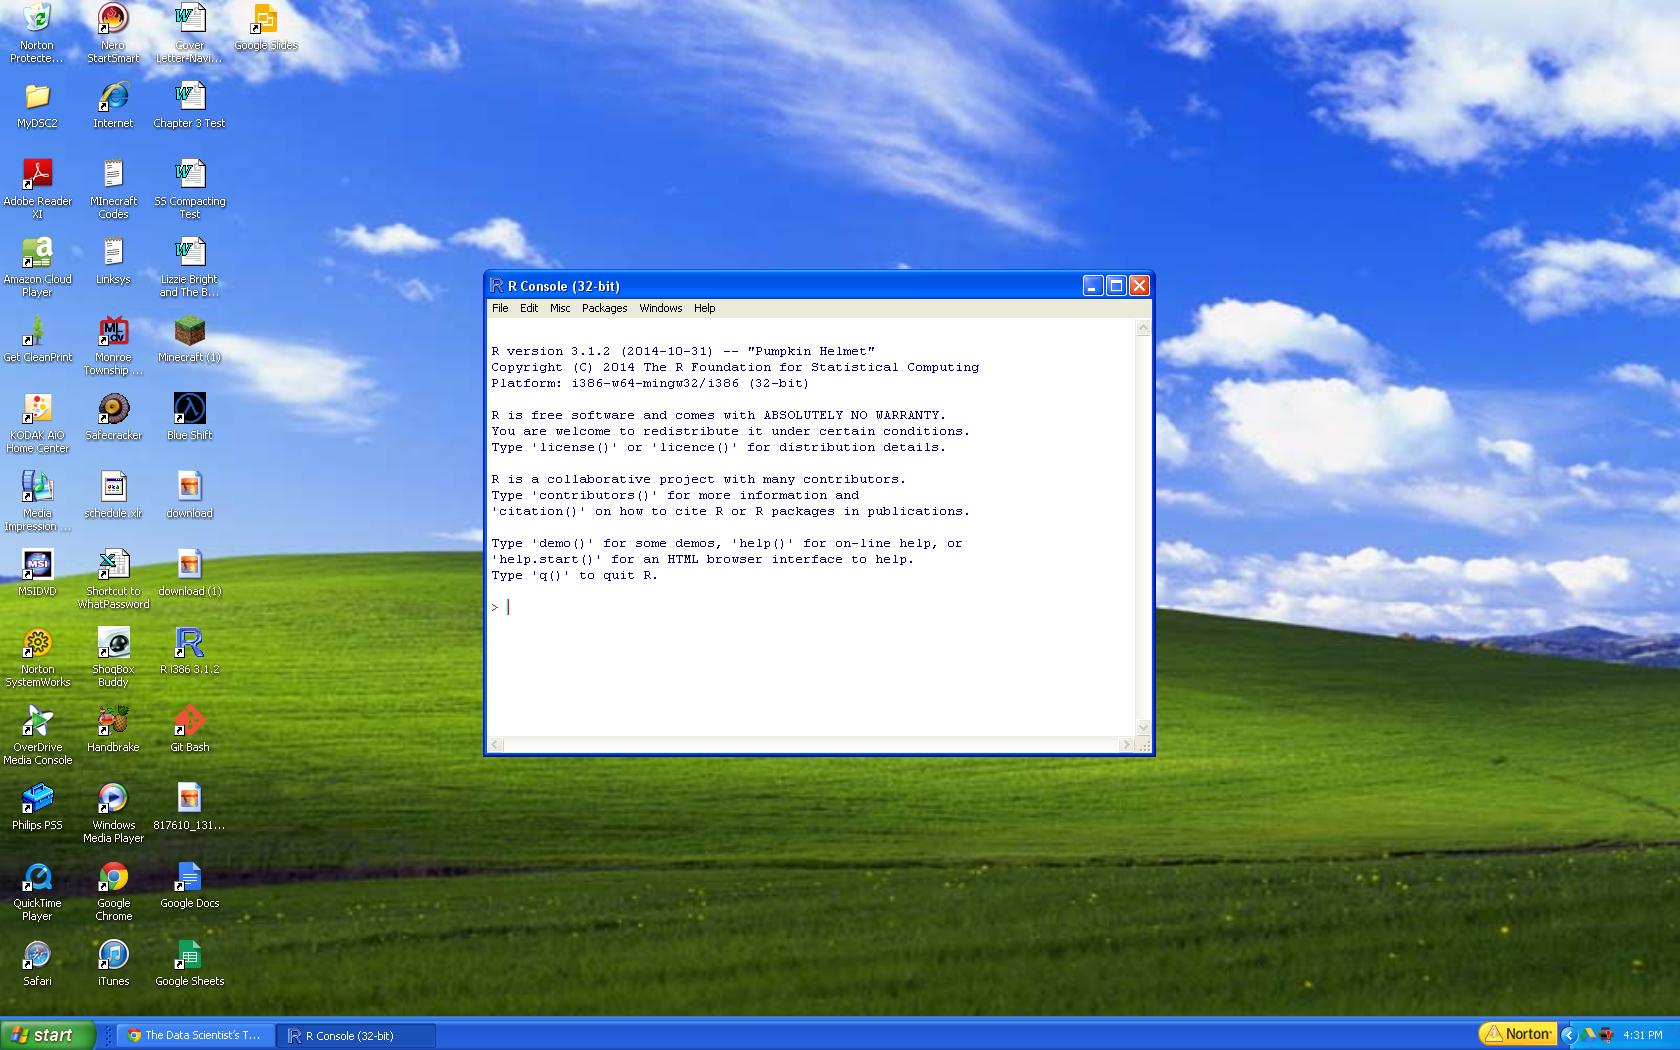 Norton
Protecte...
Nero
StartSmart
Cover
Letter-Navi...
Google Slides
MyDSC2
Internet
Chapter 3 Test
Adobe Reader
XI
MInecraft
Codes
SS Compacting
Test
Amazon Cloud
Player
Linksys
Lizzie Bright
and The B...
Get CleanPrint
Monroe
Township ...
Minecraft (1)
KODAK AiO
Home Center
Safecracker
Blue Shift
Media
Impression ...
schedule.xlr
download
MSIDVD
Shortcut to
WhatPassword
download (1)
Norton
SystemWorks
ShoqBox
Buddy
R i386 3.1.2
OverDrive
Media Console
Handbrake
Git Bash
Philips PSS
Windows
Media Player
817610_131...
QuickTime
Player
Google
Chrome
Google Docs
Safari
iTunes
Google Sheets
R Console (32-bit)
File Edit Misc Packages Windows Help
R version 3.1.2 (2014-10-31) -- "Pumpkin Helmet"
Copyright (C) 2014 The R Foundation for Statistical Computing
Platform: i386-w64-mingw32/i386 (32-bit)
R is free software and comes with ABSOLUTELY NO WARRANTY.
You are welcome to redistribute it under certain conditions.
Type 'license()' or 'licence()' for distribution details.
R is a collaborative project with many contributors.
Type 'contributors()' for more information and
'citation()' on how to cite R or R packages in publications.
Type 'demo()' for some demos, 'help()' for on-line help, or
'help.start()' for an HTML browser interface to help.
Type 'q()' to quit R.
>
start
The Data Scientist's T...
R Console (32-bit)
Norton
4:31 PM